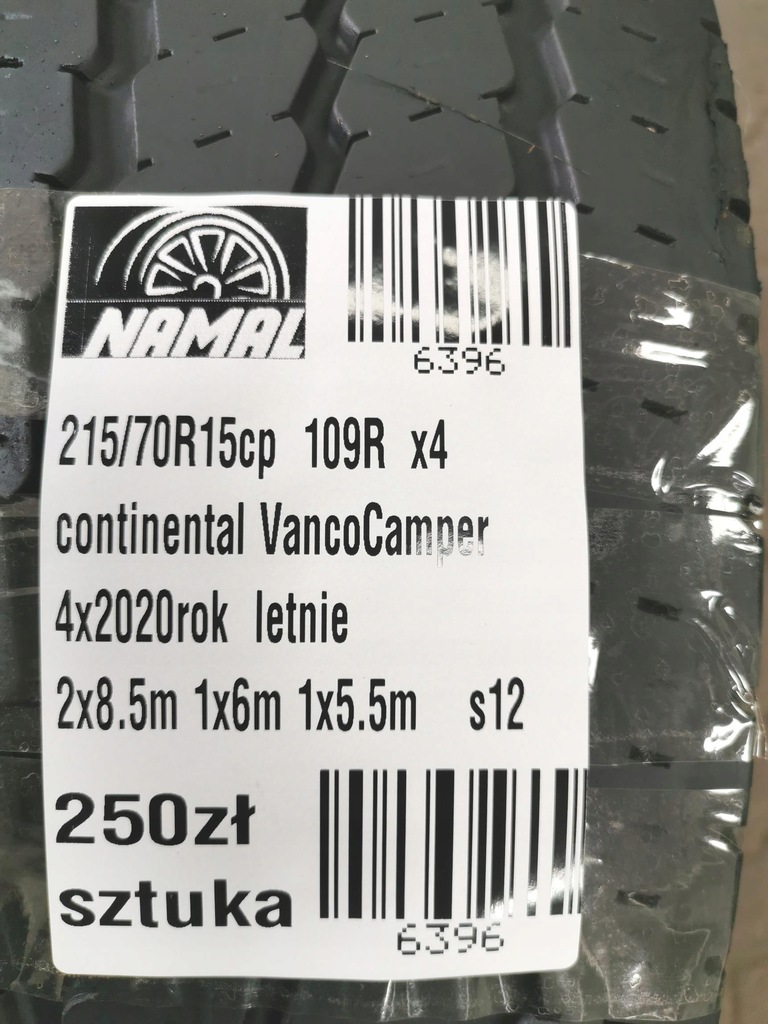 NAMAL
6396
215/70R15cp 109R x4
continental VancoCamper
4x2020rok letnie
2x8.5m 1x6m 1x5.5m s12
250zł
sztuka
6396